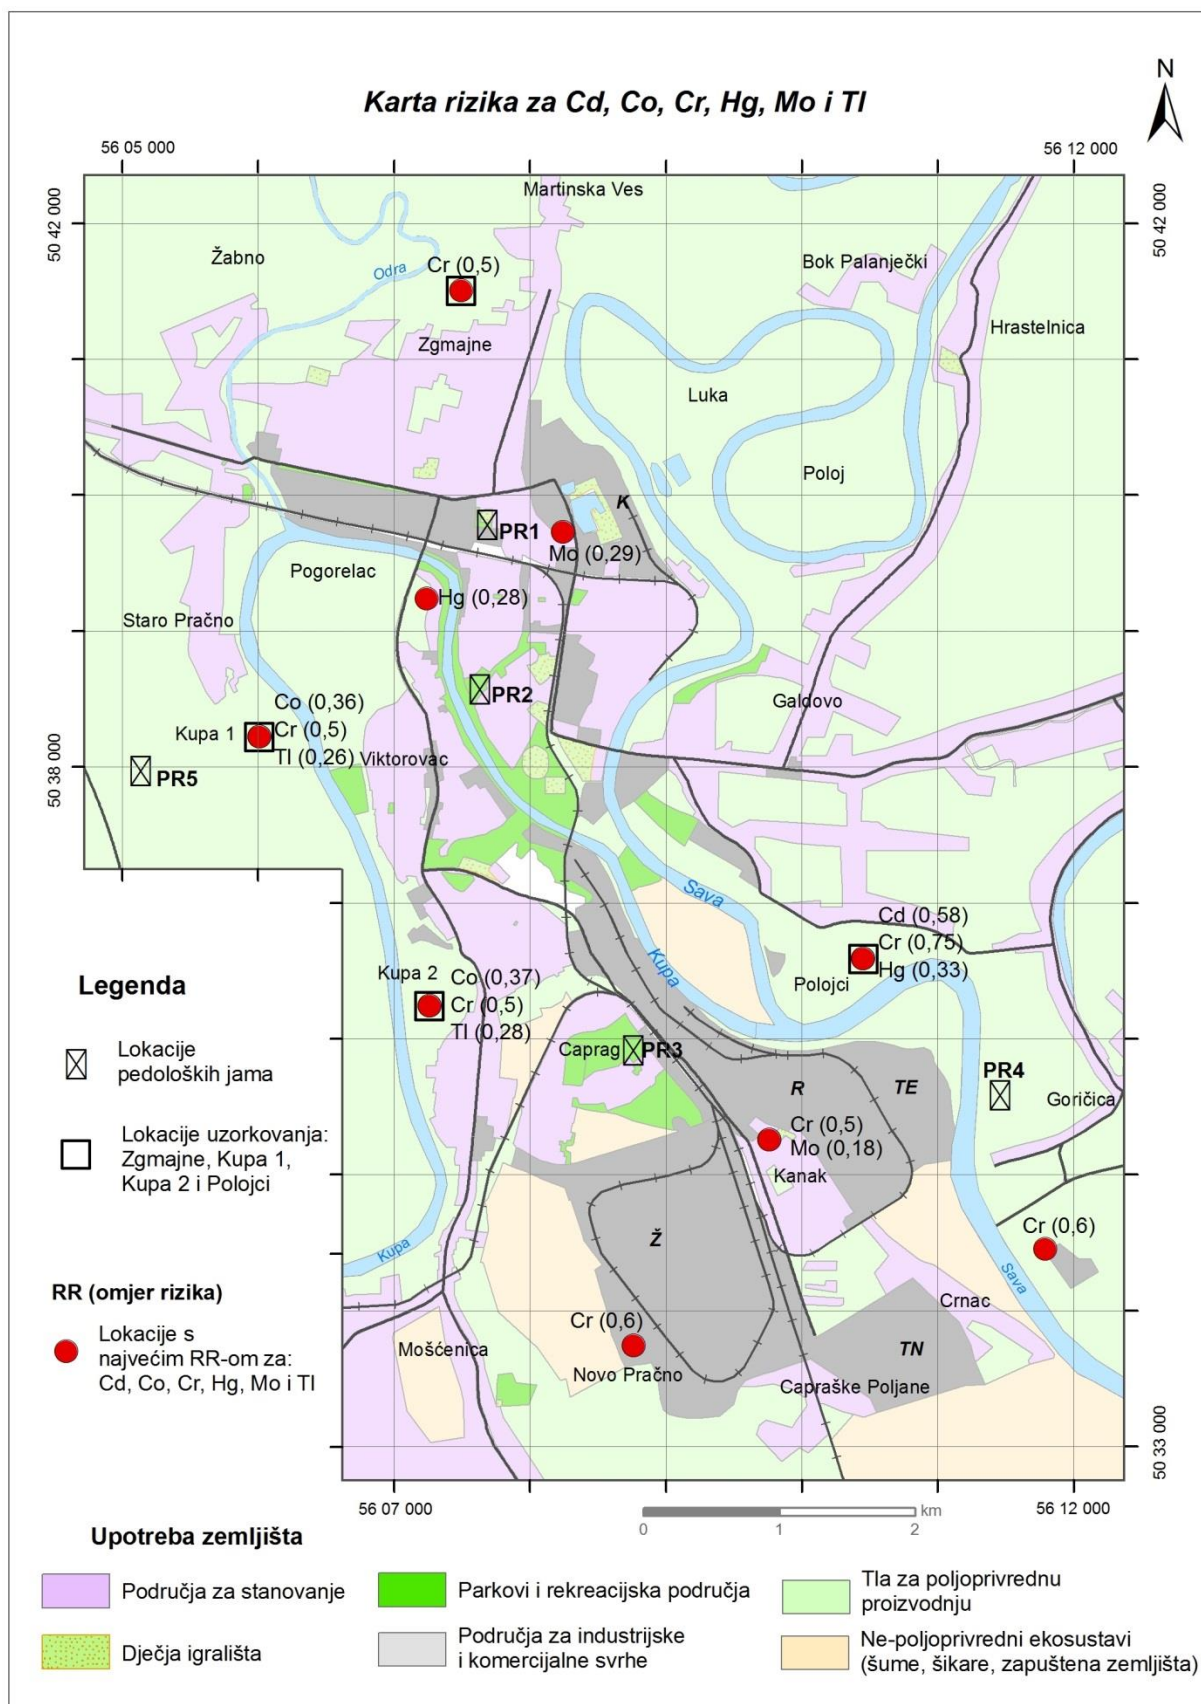 Karta rizika za Cd, Co, Cr, Hg, Mo i Tl
N
56 05 000
56 12 000
50 42 000
50 42 000
Martinska Ves
Žabno
Odra
Cr (0,5)
Bok Palanječki
Hrastelnica
Zgmajne
Luka
Poloj
K
PR1
Mo (0,29)
Pogorelac
Hg (0,28)
Staro Pračno
PR2
Co (0,36)
Kupa 1
Cr (0,5)
Tl (0,26)
Viktorovac
Galdovo
PR5
50 38 000
50 38 000
Sava
Cd (0,58)
Cr (0,75)
Hg (0,33)
Polojci
Kupa
Kupa 2
Co (0,37)
Cr (0,5)
Tl (0,28)
Caprag
PR3
PR4
R
TE
Goričica
Cr (0,5)
Mo (0,18)
Kanak
Cr (0,6)
Ž
Kupa
Sava
Crnac
Cr (0,6)
TN
Mošćenica
Novo Pračno
Capraške Poljane
50 33 000
56 07 000
56 12 000
km
0
1
2
Legenda
Lokacije
pedoloških jama
Lokacije uzorkovanja:
Zgmajne, Kupa 1,
Kupa 2 i Polojci
RR (omjer rizika)
Lokacije s
najvećim RR-om za:
Cd, Co, Cr, Hg, Mo i Tl
Upotreba zemljišta
Područja za stanovanje
Parkovi i rekreacijska područja
Tla za poljoprivrednu
proizvodnju
Dječja igrališta
Područja za industrijske
i komercijalne svrhe
Ne-poljoprivredni ekosustavi
(šume, šikare, zapuštena zemljišta)